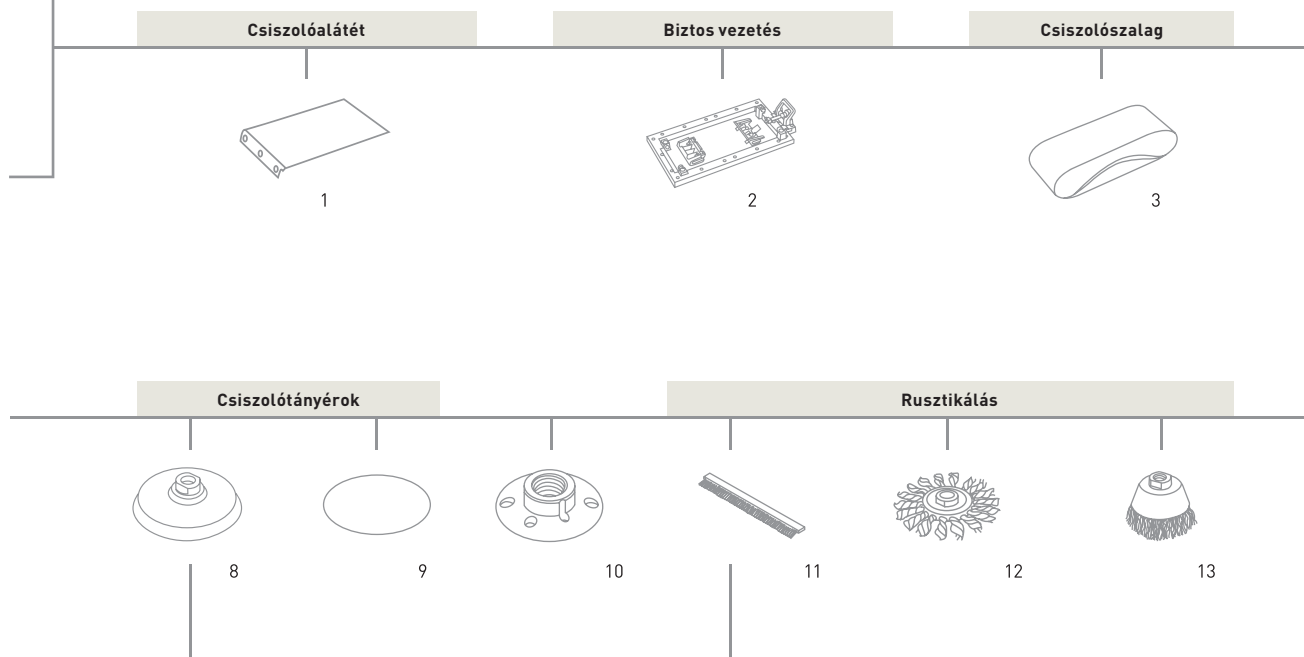 Csiszolóalátét
Biztos vezetés
Csiszolószalag
1
2
3
Csiszolótányérok
Rusztikálás
8
9
10
11
12
13